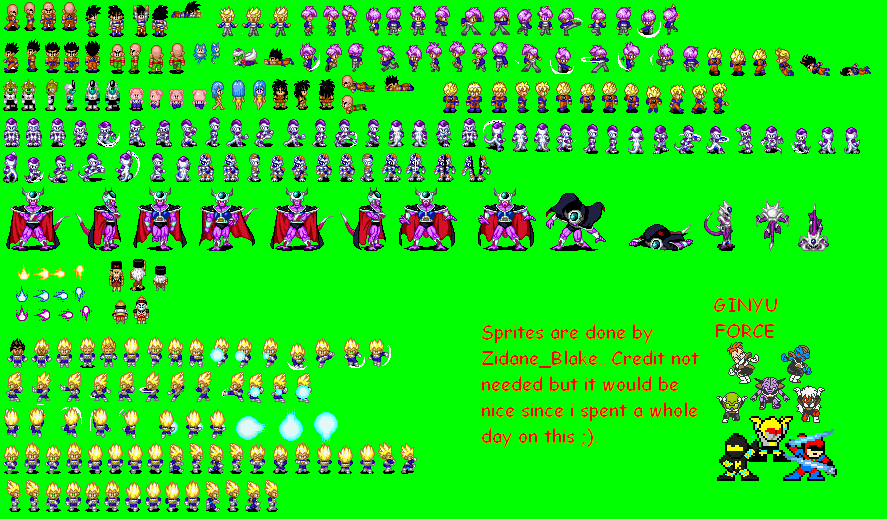 GINYU
FORCE
Sprites are done by
Zidane_Blake.. Credit not
needed but it would be
nice since i spent a whole
day on this ;)